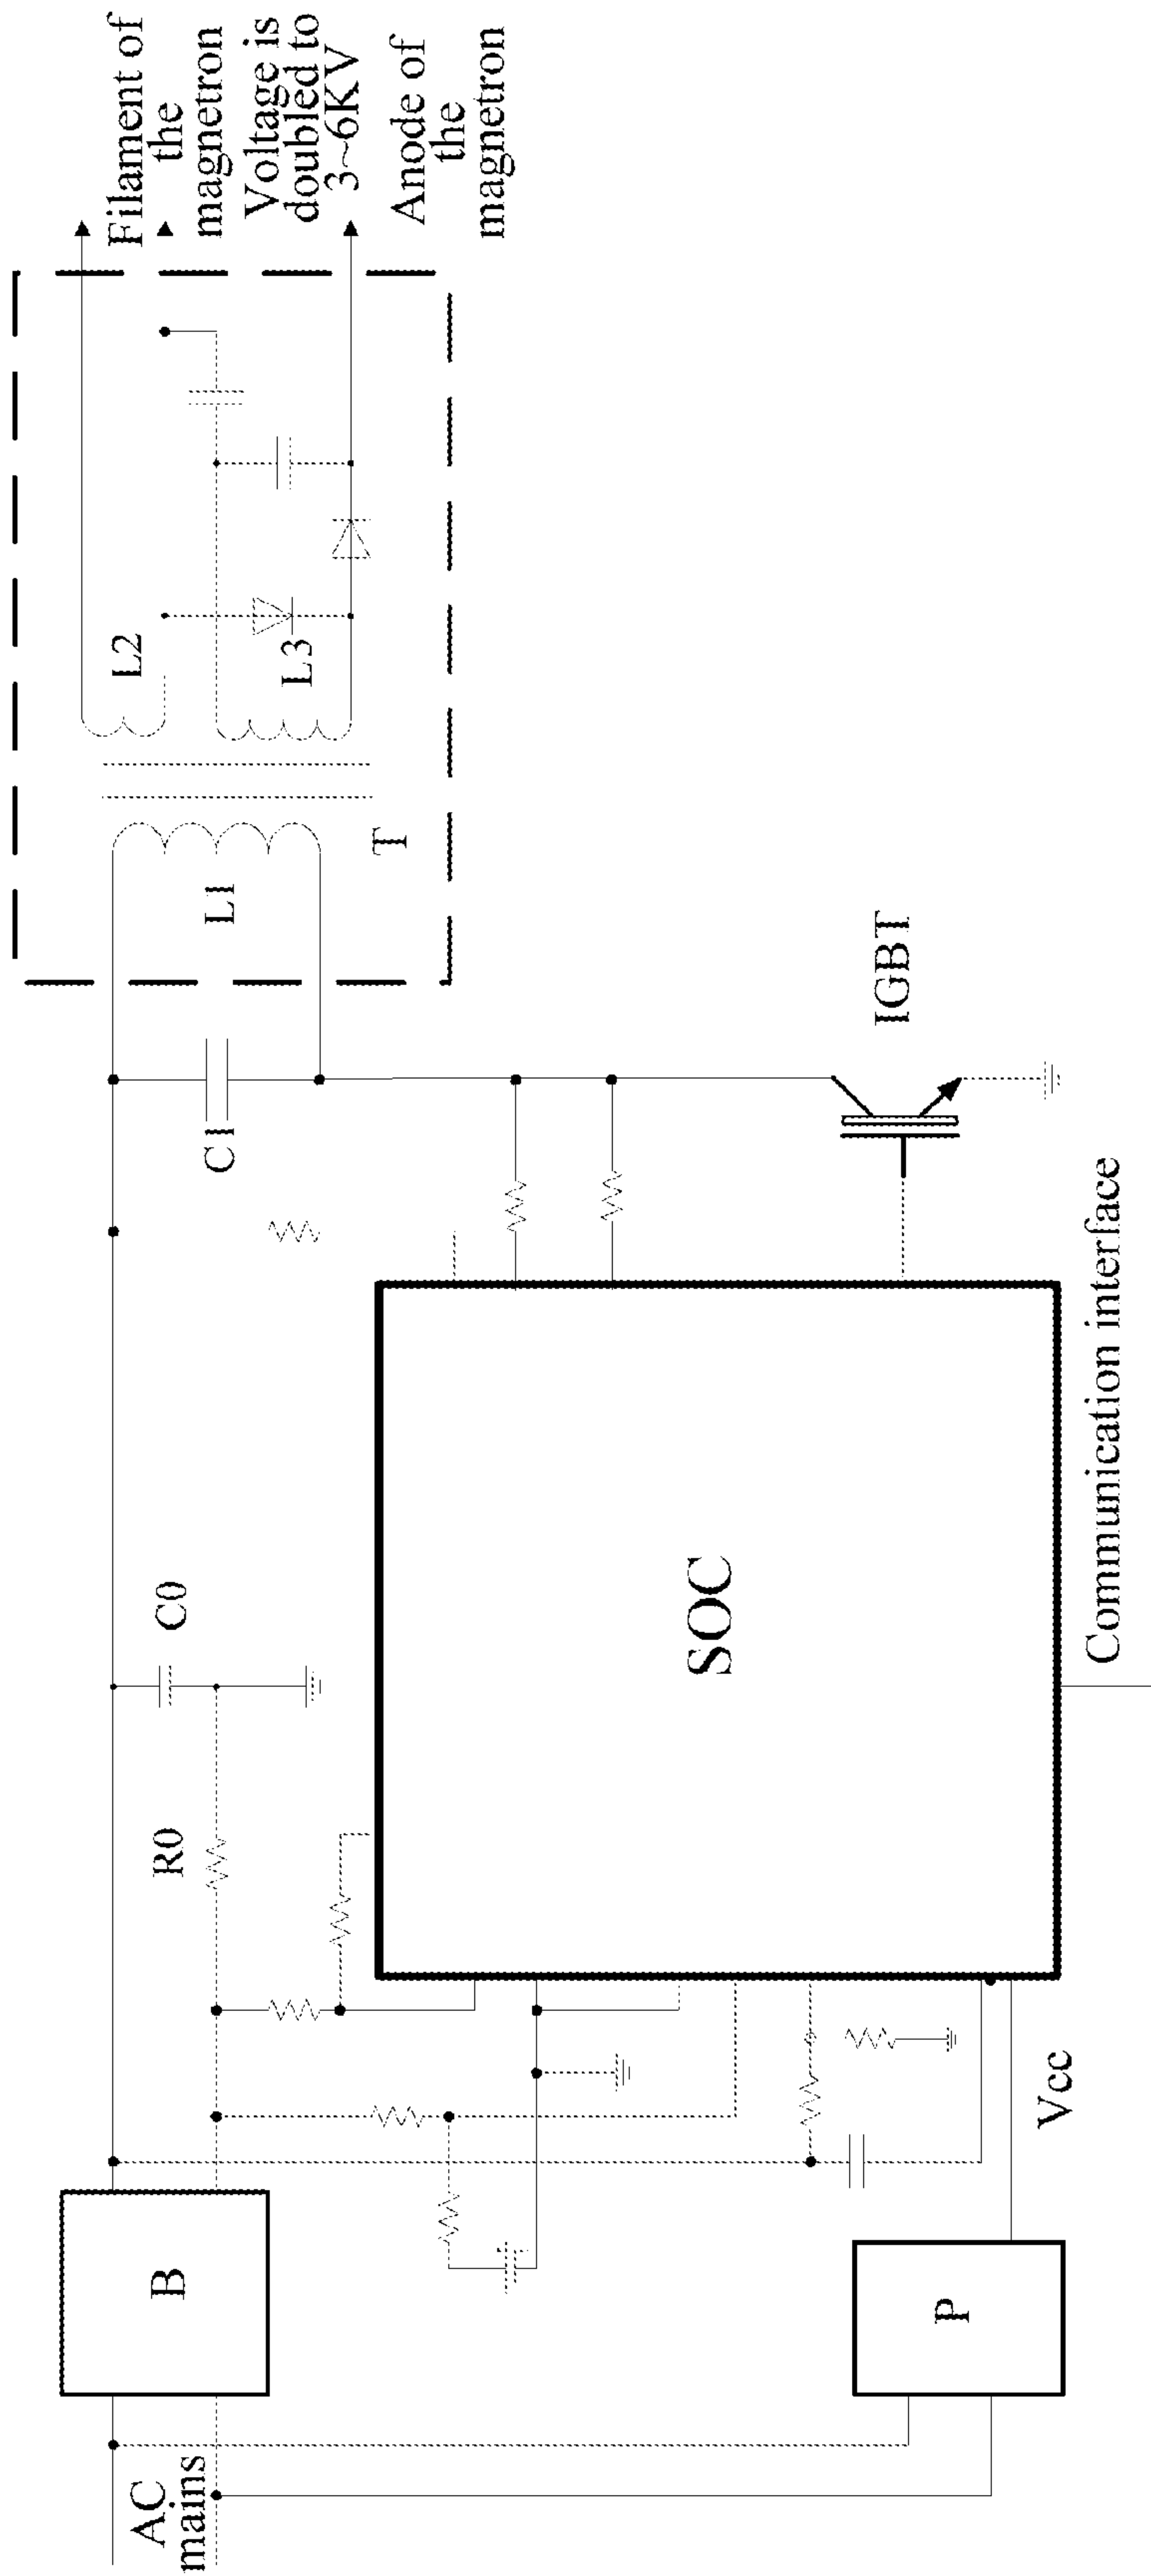 AC
mains
B
P
Vcc
R0
C0
SOC
Communication interface
C1
IGBT
L1
T
L2
L3
Filament of
the
magnetron
Voltage is
doubled to
3~6KV
Anode of
the
magnetron